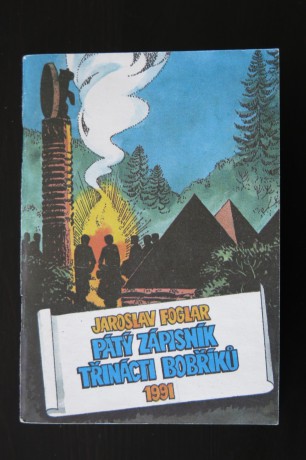 JAROSLAV FOGLAR
PÁTÝ ZÁPISNÍK
TŘINÁCTI BOBŘÍKŮ
1991